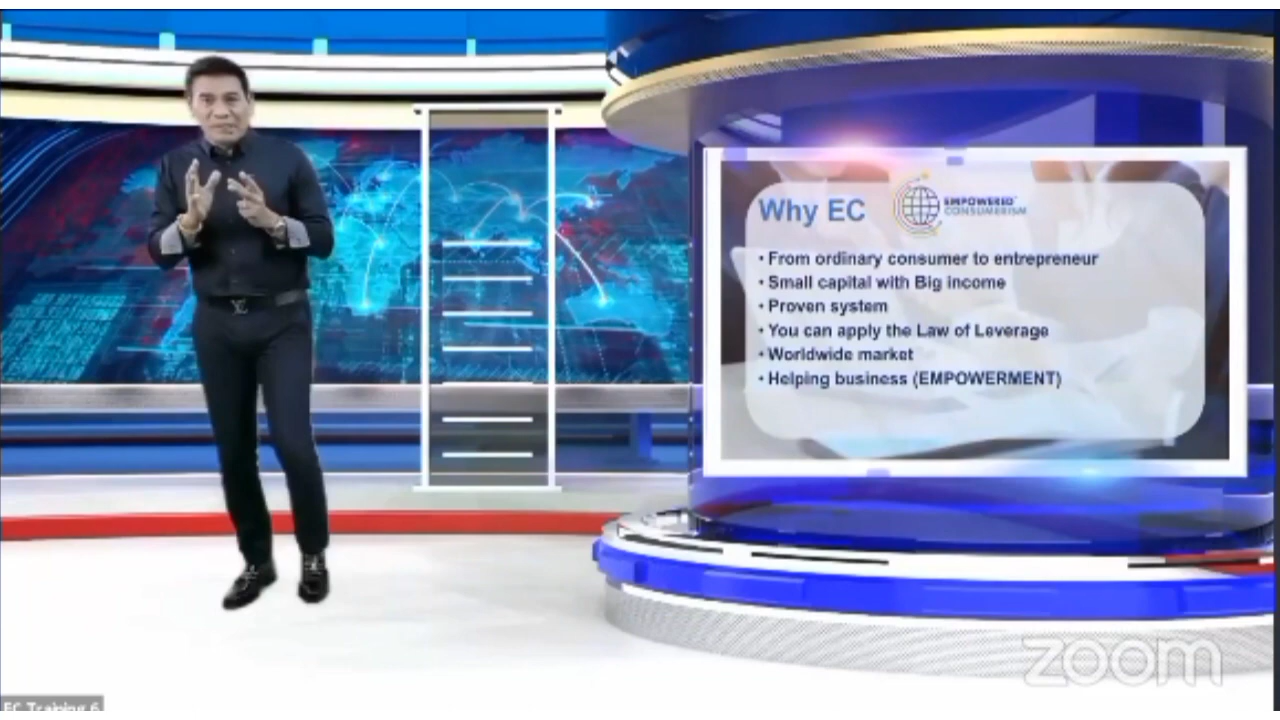 Why EC
EMPOWERED
CONSUMERISM
• From ordinary consumer to entrepreneur
• Small capital with Big income
• Proven system
• You can apply the Law of Leverage
• Worldwide market
• Helping business (EMPOWERMENT)
zoom
EC Training 6